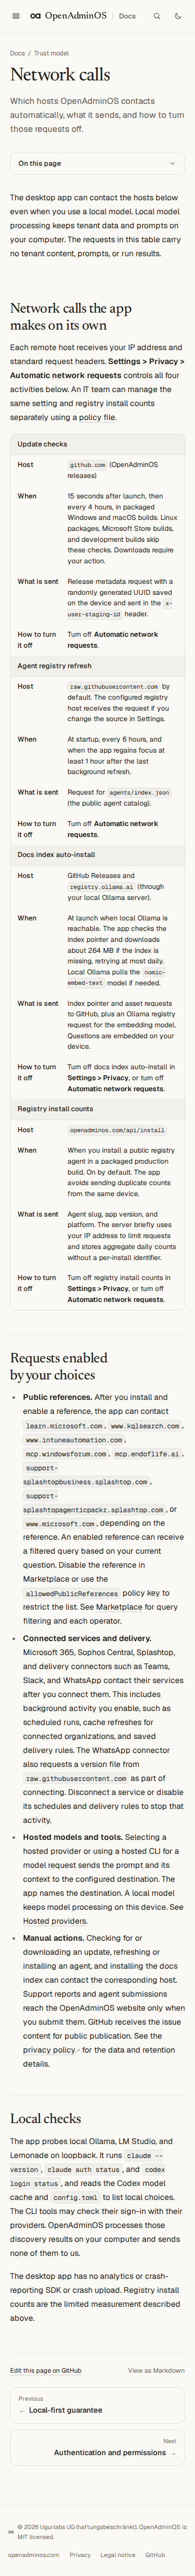 OpenAdminOS | Docs
Docs / Trust model
Network calls
Which hosts OpenAdminOS contacts,
what it sends, and how to turn
those requests off.
On this page
The desktop app can contact the hosts below
even when you use a local model. Local model
processing keeps tenant data and prompts on
your computer. The requests in this table carry
no tenant content, prompts, or run results.
Network calls the app
makes on its own
Each remote host receives your IP address and
standard request headers. Settings > Privacy >
Automatic network requests controls all four
activities below. An IT team can manage the
same setting and registry install counts
separately using a policy file.
Update checks
Host
github.com (OpenAdminOS
releases)
When
15 seconds after launch, then
every 4 hours, in packaged
Windows and macOS builds. Linux
packages, Microsoft Store builds,
and development builds skip
these checks. Downloads require
your action.
What is sent
Release metadata request with a
randomly generated UUID saved
on the device and sent in the x-
user-staging-id header.
How to turn
it off
Turn off Automatic network
requests.
Agent registry refresh
Host
raw.githubusercontent.com by
default. The configured registry
host receives the request if you
change the source in Settings.
When
At startup, every 6 hours, and
when the app regains focus at
least 1 hour after the last
background refresh.
What is sent
Request for agents/index.json
(the public agent catalog).
How to turn
it off
Turn off Automatic network
requests.
Docs index auto-install
Host
GitHub Releases and
registry.ollama.ai (through
your local Ollama server).
When
At launch when local Ollama is
reachable. The app checks the
index pointer and downloads
about 264 MB if the index is
missing, retrying at most daily.
Local Ollama pulls the nomic-
embed-text model if needed.
What is sent
Index pointer and asset requests
to GitHub, plus an Ollama registry
request for the embedding model.
Questions are embedded on your
device.
How to turn
it off
Turn off docs index auto-install in
Settings > Privacy, or turn off
Automatic network requests.
Registry install counts
Host
openadminos.com/api/install
When
When you install a public registry
agent in a packaged production
build. On by default. The app
avoids sending duplicate counts
from the same device.
What is sent
Agent slug, app version, and
platform. The server briefly uses
your IP address to limit requests
and stores aggregate daily counts
without a per-install identifier.
How to turn
it off
Turn off registry install counts in
Settings > Privacy, or turn off
Automatic network requests.
Requests enabled
by your choices
• Public references. After you install and
enable a reference, the app can contact
learn.microsoft.com, www.kqlsearch.com,
www.intuneautomation.com,
mcp.windowsforum.com, mcp.endoflife.ai,
support-
splashtopbusiness.splashtop.com,
support-
splashtopagenticpackr.splashtop.com, or
www.microsoft.com, depending on the
reference. An enabled reference can receive
a filtered query based on your current
question. Disable the reference in
Marketplace or use the
allowedPublicReferences policy key to
restrict the list. See Marketplace for query
filtering and each operator.
• Connected services and delivery.
Microsoft 365, Sophos Central, Splashtop,
and delivery connectors such as Teams,
Slack, and WhatsApp contact their services
after you connect them. This includes
background activity you enable, such as
scheduled runs, cache refreshes for
connected organizations, and saved
delivery rules. The WhatsApp connector
also requests a version file from
raw.githubusercontent.com as part of
connecting. Disconnect a service or disable
its schedules and delivery rules to stop that
activity.
• Hosted models and tools. Selecting a
hosted provider or using a hosted CLI for a
model request sends the prompt and its
context to the configured destination. The
app names the destination. A local model
keeps model processing on this device. See
Hosted providers.
• Manual actions. Checking for or
downloading an update, refreshing or
installing an agent, and installing the docs
index can contact the corresponding host.
Support reports and agent submissions
reach the OpenAdminOS website only when
you submit them. GitHub receives the issue
content for public publication. See the
privacy policy↗ for the data and retention
details.
Local checks
The app probes local Ollama, LM Studio, and
Lemonade on loopback. It runs claude --
version, claude auth status, and codex
login status, and reads the Codex model
cache and config.toml to list local choices.
The CLI tools may check their sign-in with their
providers. OpenAdminOS processes those
discovery results on your computer and sends
none of them to us.
The desktop app has no analytics or crash-
reporting SDK or crash upload. Registry install
counts are the limited measurement described
above.
Edit this page on GitHub
View as Markdown
Previous
← Local-first guarantee
Next
Authentication and permissions →
© 2026 Ugurlabs UG (haftungsbeschränkt). OpenAdminOS is
MIT licensed.
openadminos.com Privacy Legal notice GitHub